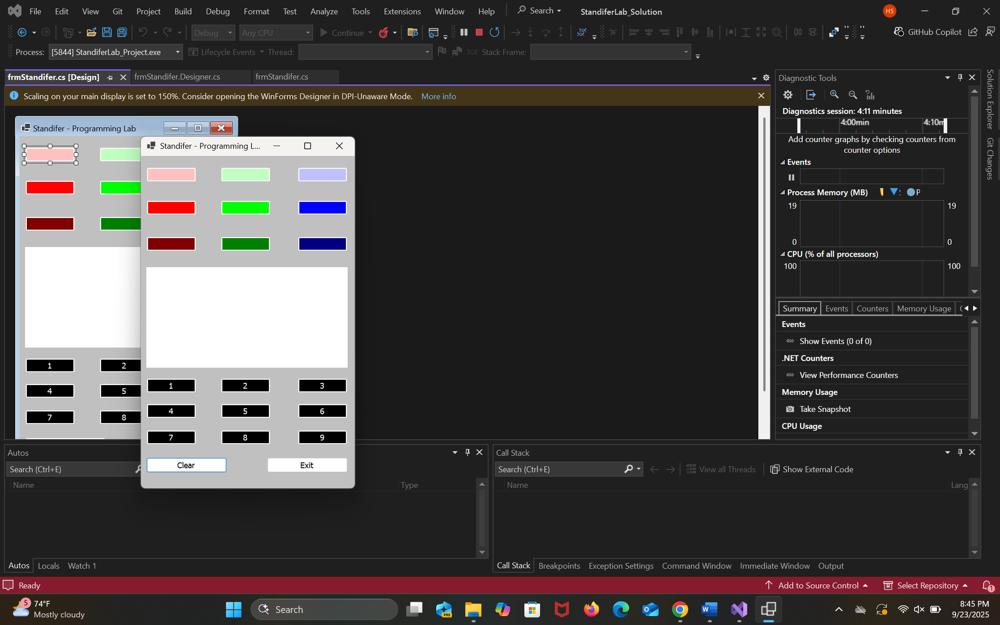 File Edit View Git Project Build Debug Format Test Analyze Tools Extensions Window Help Search StandiferLab_Solution HS
Debug Any CPU Continue GitHub Copilot
Process: [5844] StandiferLab_Project.exe Lifecycle Events Thread: Stack Frame:
frmStandifer.cs [Design] frmStandifer.Designer.cs frmStandifer.cs
Scaling on your main display is set to 150%. Consider opening the WinForms Designer in DPI-Unaware Mode. More info
Standifer - Programming Lab
1 2
4 5
7 8
Standifer - Programming L...
1 2 3
4 5 6
7 8 9
Clear Exit
Diagnostic Tools
Diagnostics session: 4:11 minutes
4:00min 4:10m
Add counter graphs by checking counters from
counter options
Events
Process Memory (MB) P
19 19
0 0
CPU (% of all processors)
100 100
Summary Events Counters Memory Usage
Events
Show Events (0 of 0)
.NET Counters
View Performance Counters
Memory Usage
Take Snapshot
CPU Usage
Solution Explorer
Git Changes
Autos
Search (Ctrl+E)
Name Type
Autos Locals Watch 1
Call Stack
Search (Ctrl+E) View all Threads Show External Code
Name Lang
Call Stack Breakpoints Exception Settings Command Window Immediate Window Output
Ready Add to Source Control Select Repository 1
5 74°F
Mostly cloudy
Search
PRE
8:45 PM
9/23/2025